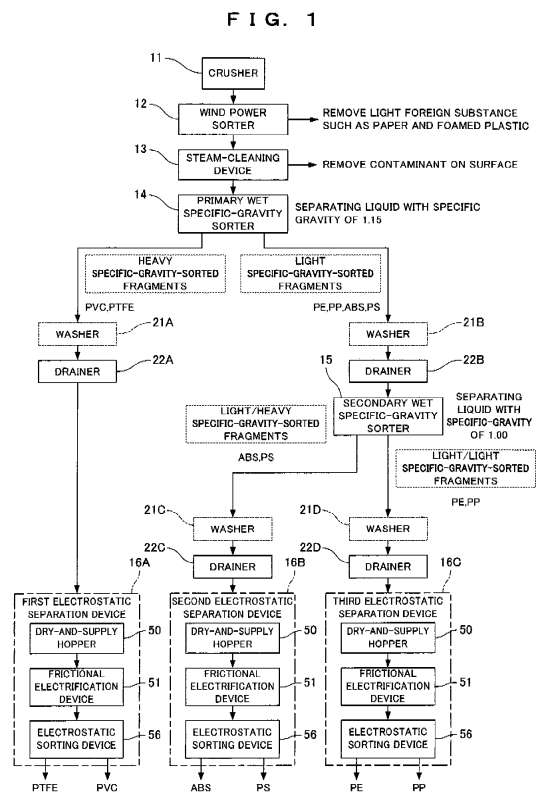 FIG. 1
11
CRUSHER
12
WIND POWER
SORTER
REMOVE LIGHT FOREIGN SUBSTANCE
SUCH AS PAPER AND FOAMED PLASTIC
13
STEAM-CLEANING
DEVICE
REMOVE CONTAMINANT ON SURFACE
14
PRIMARY WET
SPECIFIC-GRAVITY
SORTER
SEPARATING LIQUID WITH SPECIFIC
GRAVITY OF 1.15
HEAVY
SPECIFIC-GRAVITY-SORTED
FRAGMENTS
LIGHT
SPECIFIC-GRAVITY-SORTED
FRAGMENTS
PVC,PTFE
PE,PP,ABS,PS
21A
WASHER
21B
WASHER
22A
DRAINER
22B
DRAINER
15
SECONDARY WET
SPECIFIC-GRAVITY
SORTER
SEPARATING
LIQUID WITH
SPECIFIC-GRAVITY
OF 1.00
LIGHT/HEAVY
SPECIFIC-GRAVITY-SORTED
FRAGMENTS
LIGHT/LIGHT
SPECIFIC-GRAVITY-SORTED
FRAGMENTS
ABS,PS
PE,PP
21C
WASHER
21D
WASHER
22C
DRAINER
22D
DRAINER
16A
16B
16C
FIRST ELECTROSTATIC
SEPARATION DEVICE
SECOND ELECTROSTATIC
SEPARATION DEVICE
THIRD ELECTROSTATIC
SEPARATION DEVICE
DRY-AND-SUPPLY
HOPPER
50
DRY-AND-SUPPLY
HOPPER
50
DRY-AND-SUPPLY
HOPPER
50
FRICTIONAL
ELECTRIFICATION
DEVICE
51
FRICTIONAL
ELECTRIFICATION
DEVICE
51
FRICTIONAL
ELECTRIFICATION
DEVICE
51
ELECTROSTATIC
SORTING DEVICE
56
ELECTROSTATIC
SORTING DEVICE
56
ELECTROSTATIC
SORTING DEVICE
56
PTFE
PVC
ABS
PS
PE
PP